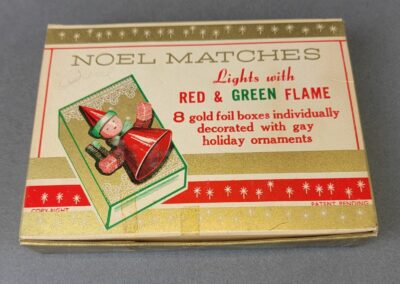 NOEL MATCHES
Lights with
RED & GREEN FLAME
8 gold foil boxes individually
decorated with gay
holiday ornaments
COPYRIGHT
PATENT PENDING